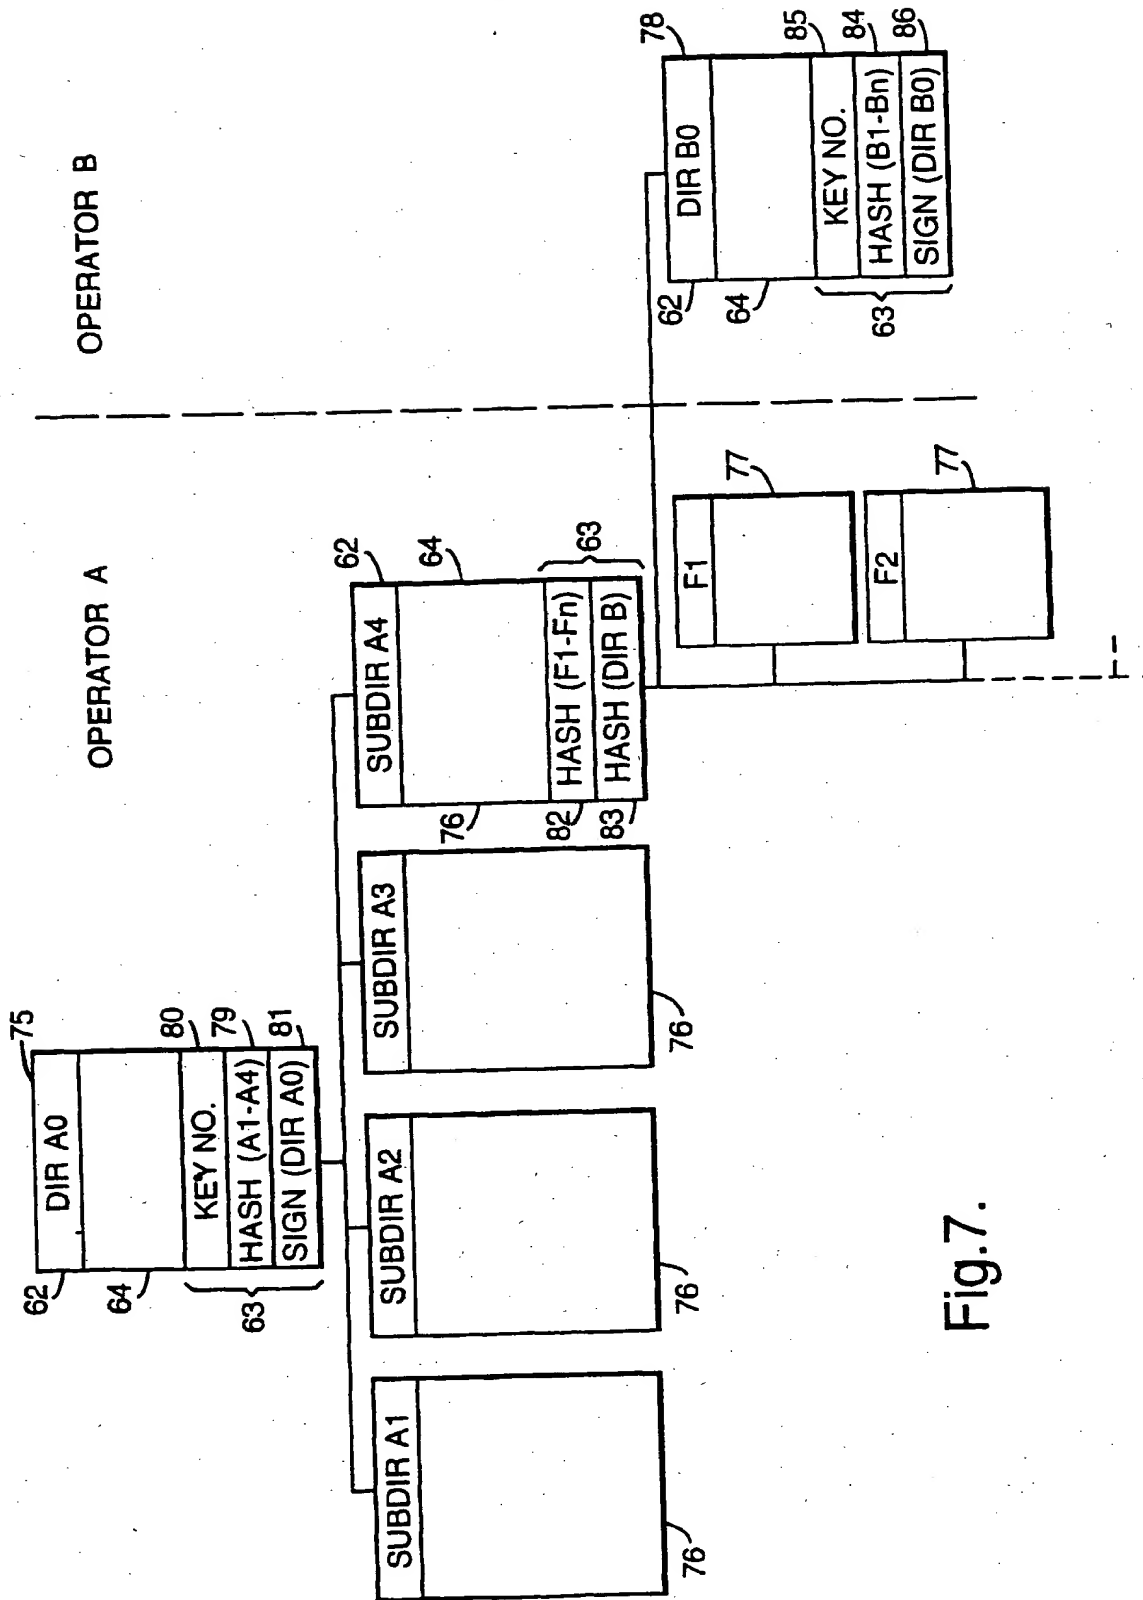 OPERATOR A
OPERATOR B
75
DIR A0
62
64
KEY NO.
80
HASH (A1-A4)
79
SIGN (DIR A0)
81
63
SUBDIR A1
76
SUBDIR A2
76
SUBDIR A3
76
SUBDIR A4
62
64
76
HASH (F1-Fn)
82
HASH (DIR B)
83
63
F1
77
F2
77
DIR B0
78
62
64
KEY NO.
85
HASH (B1-Bn)
84
SIGN (DIR B0)
86
63
Fig.7.